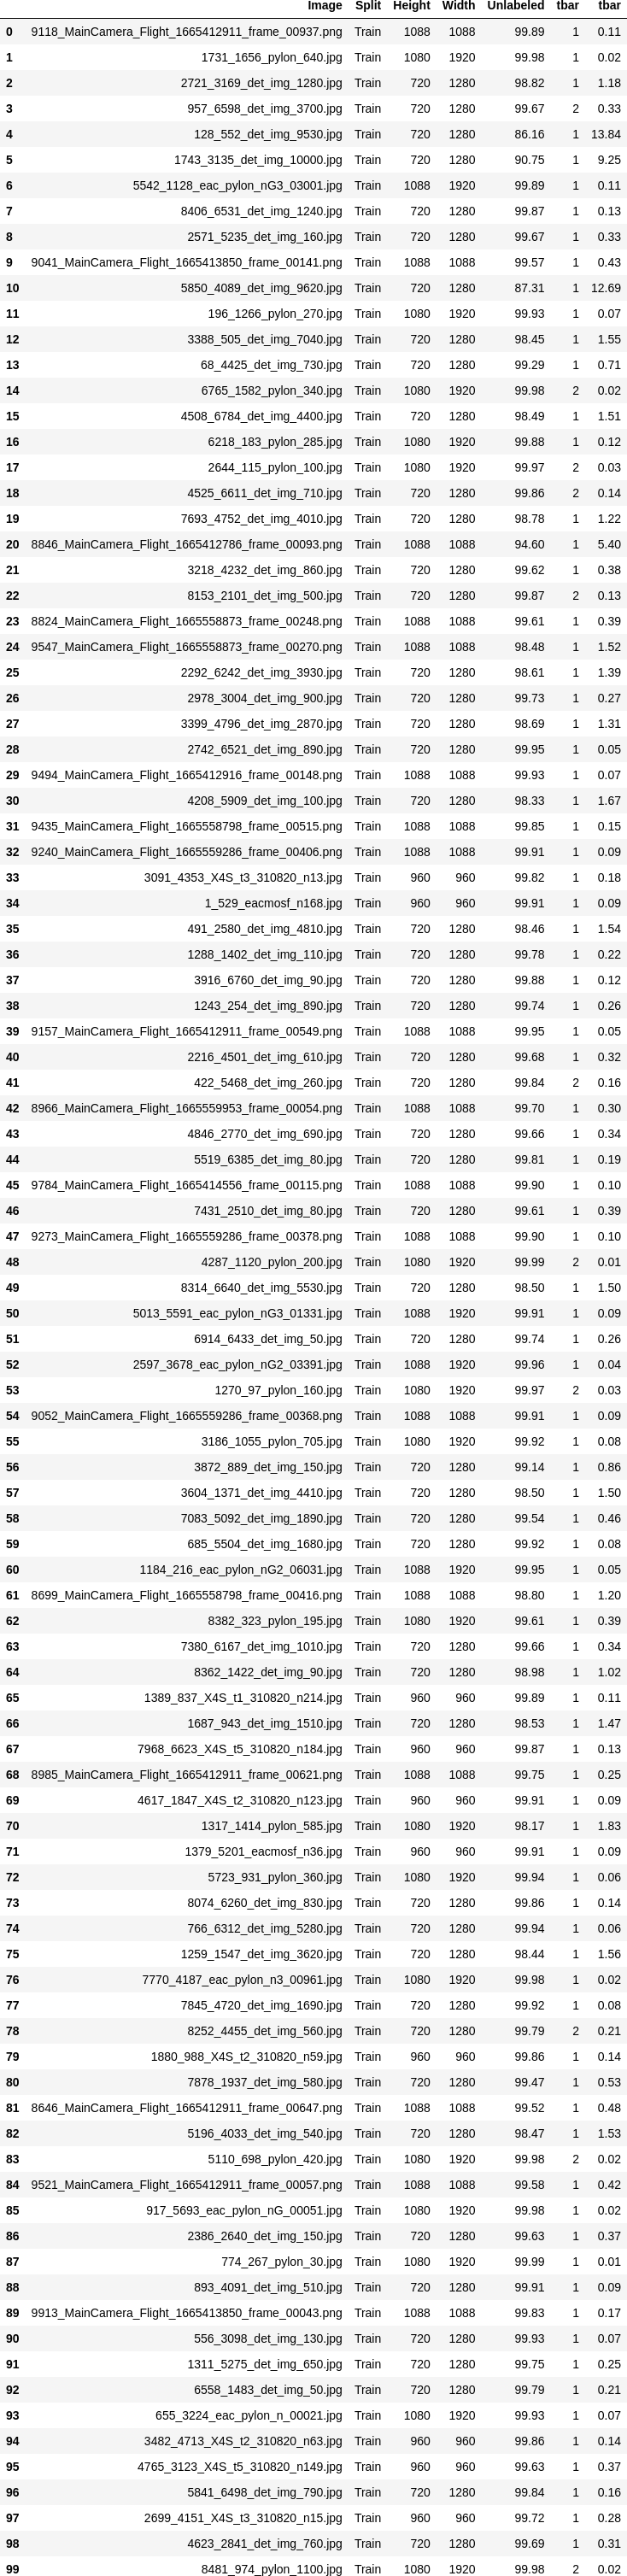 Image Split Height Width Unlabeled tbar tbar
0 9118_MainCamera_Flight_1665412911_frame_00937.png Train 1088 1088 99.89 1 0.11
1 1731_1656_pylon_640.jpg Train 1080 1920 99.98 1 0.02
2 2721_3169_det_img_1280.jpg Train 720 1280 98.82 1 1.18
3 957_6598_det_img_3700.jpg Train 720 1280 99.67 2 0.33
4 128_552_det_img_9530.jpg Train 720 1280 86.16 1 13.84
5 1743_3135_det_img_10000.jpg Train 720 1280 90.75 1 9.25
6 5542_1128_eac_pylon_nG3_03001.jpg Train 1088 1920 99.89 1 0.11
7 8406_6531_det_img_1240.jpg Train 720 1280 99.87 1 0.13
8 2571_5235_det_img_160.jpg Train 720 1280 99.67 1 0.33
9 9041_MainCamera_Flight_1665413850_frame_00141.png Train 1088 1088 99.57 1 0.43
10 5850_4089_det_img_9620.jpg Train 720 1280 87.31 1 12.69
11 196_1266_pylon_270.jpg Train 1080 1920 99.93 1 0.07
12 3388_505_det_img_7040.jpg Train 720 1280 98.45 1 1.55
13 68_4425_det_img_730.jpg Train 720 1280 99.29 1 0.71
14 6765_1582_pylon_340.jpg Train 1080 1920 99.98 2 0.02
15 4508_6784_det_img_4400.jpg Train 720 1280 98.49 1 1.51
16 6218_183_pylon_285.jpg Train 1080 1920 99.88 1 0.12
17 2644_115_pylon_100.jpg Train 1080 1920 99.97 2 0.03
18 4525_6611_det_img_710.jpg Train 720 1280 99.86 2 0.14
19 7693_4752_det_img_4010.jpg Train 720 1280 98.78 1 1.22
20 8846_MainCamera_Flight_1665412786_frame_00093.png Train 1088 1088 94.60 1 5.40
21 3218_4232_det_img_860.jpg Train 720 1280 99.62 1 0.38
22 8153_2101_det_img_500.jpg Train 720 1280 99.87 2 0.13
23 8824_MainCamera_Flight_1665558873_frame_00248.png Train 1088 1088 99.61 1 0.39
24 9547_MainCamera_Flight_1665558873_frame_00270.png Train 1088 1088 98.48 1 1.52
25 2292_6242_det_img_3930.jpg Train 720 1280 98.61 1 1.39
26 2978_3004_det_img_900.jpg Train 720 1280 99.73 1 0.27
27 3399_4796_det_img_2870.jpg Train 720 1280 98.69 1 1.31
28 2742_6521_det_img_890.jpg Train 720 1280 99.95 1 0.05
29 9494_MainCamera_Flight_1665412916_frame_00148.png Train 1088 1088 99.93 1 0.07
30 4208_5909_det_img_100.jpg Train 720 1280 98.33 1 1.67
31 9435_MainCamera_Flight_1665558798_frame_00515.png Train 1088 1088 99.85 1 0.15
32 9240_MainCamera_Flight_1665559286_frame_00406.png Train 1088 1088 99.91 1 0.09
33 3091_4353_X4S_t3_310820_n13.jpg Train 960 960 99.82 1 0.18
34 1_529_eacmosf_n168.jpg Train 960 960 99.91 1 0.09
35 491_2580_det_img_4810.jpg Train 720 1280 98.46 1 1.54
36 1288_1402_det_img_110.jpg Train 720 1280 99.78 1 0.22
37 3916_6760_det_img_90.jpg Train 720 1280 99.88 1 0.12
38 1243_254_det_img_890.jpg Train 720 1280 99.74 1 0.26
39 9157_MainCamera_Flight_1665412911_frame_00549.png Train 1088 1088 99.95 1 0.05
40 2216_4501_det_img_610.jpg Train 720 1280 99.68 1 0.32
41 422_5468_det_img_260.jpg Train 720 1280 99.84 2 0.16
42 8966_MainCamera_Flight_1665559953_frame_00054.png Train 1088 1088 99.70 1 0.30
43 4846_2770_det_img_690.jpg Train 720 1280 99.66 1 0.34
44 5519_6385_det_img_80.jpg Train 720 1280 99.81 1 0.19
45 9784_MainCamera_Flight_1665414556_frame_00115.png Train 1088 1088 99.90 1 0.10
46 7431_2510_det_img_80.jpg Train 720 1280 99.61 1 0.39
47 9273_MainCamera_Flight_1665559286_frame_00378.png Train 1088 1088 99.90 1 0.10
48 4287_1120_pylon_200.jpg Train 1080 1920 99.99 2 0.01
49 8314_6640_det_img_5530.jpg Train 720 1280 98.50 1 1.50
50 5013_5591_eac_pylon_nG3_01331.jpg Train 1088 1920 99.91 1 0.09
51 6914_6433_det_img_50.jpg Train 720 1280 99.74 1 0.26
52 2597_3678_eac_pylon_nG2_03391.jpg Train 1088 1920 99.96 1 0.04
53 1270_97_pylon_160.jpg Train 1080 1920 99.97 2 0.03
54 9052_MainCamera_Flight_1665559286_frame_00368.png Train 1088 1088 99.91 1 0.09
55 3186_1055_pylon_705.jpg Train 1080 1920 99.92 1 0.08
56 3872_889_det_img_150.jpg Train 720 1280 99.14 1 0.86
57 3604_1371_det_img_4410.jpg Train 720 1280 98.50 1 1.50
58 7083_5092_det_img_1890.jpg Train 720 1280 99.54 1 0.46
59 685_5504_det_img_1680.jpg Train 720 1280 99.92 1 0.08
60 1184_216_eac_pylon_nG2_06031.jpg Train 1088 1920 99.95 1 0.05
61 8699_MainCamera_Flight_1665558798_frame_00416.png Train 1088 1088 98.80 1 1.20
62 8382_323_pylon_195.jpg Train 1080 1920 99.61 1 0.39
63 7380_6167_det_img_1010.jpg Train 720 1280 99.66 1 0.34
64 8362_1422_det_img_90.jpg Train 720 1280 98.98 1 1.02
65 1389_837_X4S_t1_310820_n214.jpg Train 960 960 99.89 1 0.11
66 1687_943_det_img_1510.jpg Train 720 1280 98.53 1 1.47
67 7968_6623_X4S_t5_310820_n184.jpg Train 960 960 99.87 1 0.13
68 8985_MainCamera_Flight_1665412911_frame_00621.png Train 1088 1088 99.75 1 0.25
69 4617_1847_X4S_t2_310820_n123.jpg Train 960 960 99.91 1 0.09
70 1317_1414_pylon_585.jpg Train 1080 1920 98.17 1 1.83
71 1379_5201_eacmosf_n36.jpg Train 960 960 99.91 1 0.09
72 5723_931_pylon_360.jpg Train 1080 1920 99.94 1 0.06
73 8074_6260_det_img_830.jpg Train 720 1280 99.86 1 0.14
74 766_6312_det_img_5280.jpg Train 720 1280 99.94 1 0.06
75 1259_1547_det_img_3620.jpg Train 720 1280 98.44 1 1.56
76 7770_4187_eac_pylon_n3_00961.jpg Train 1080 1920 99.98 1 0.02
77 7845_4720_det_img_1690.jpg Train 720 1280 99.92 1 0.08
78 8252_4455_det_img_560.jpg Train 720 1280 99.79 2 0.21
79 1880_988_X4S_t2_310820_n59.jpg Train 960 960 99.86 1 0.14
80 7878_1937_det_img_580.jpg Train 720 1280 99.47 1 0.53
81 8646_MainCamera_Flight_1665412911_frame_00647.png Train 1088 1088 99.52 1 0.48
82 5196_4033_det_img_540.jpg Train 720 1280 98.47 1 1.53
83 5110_698_pylon_420.jpg Train 1080 1920 99.98 2 0.02
84 9521_MainCamera_Flight_1665412911_frame_00057.png Train 1088 1088 99.58 1 0.42
85 917_5693_eac_pylon_nG_00051.jpg Train 1080 1920 99.98 1 0.02
86 2386_2640_det_img_150.jpg Train 720 1280 99.63 1 0.37
87 774_267_pylon_30.jpg Train 1080 1920 99.99 1 0.01
88 893_4091_det_img_510.jpg Train 720 1280 99.91 1 0.09
89 9913_MainCamera_Flight_1665413850_frame_00043.png Train 1088 1088 99.83 1 0.17
90 556_3098_det_img_130.jpg Train 720 1280 99.93 1 0.07
91 1311_5275_det_img_650.jpg Train 720 1280 99.75 1 0.25
92 6558_1483_det_img_50.jpg Train 720 1280 99.79 1 0.21
93 655_3224_eac_pylon_n_00021.jpg Train 1080 1920 99.93 1 0.07
94 3482_4713_X4S_t2_310820_n63.jpg Train 960 960 99.86 1 0.14
95 4765_3123_X4S_t5_310820_n149.jpg Train 960 960 99.63 1 0.37
96 5841_6498_det_img_790.jpg Train 720 1280 99.84 1 0.16
97 2699_4151_X4S_t3_310820_n15.jpg Train 960 960 99.72 1 0.28
98 4623_2841_det_img_760.jpg Train 720 1280 99.69 1 0.31
99 8481_974_pylon_1100.jpg Train 1080 1920 99.98 2 0.02